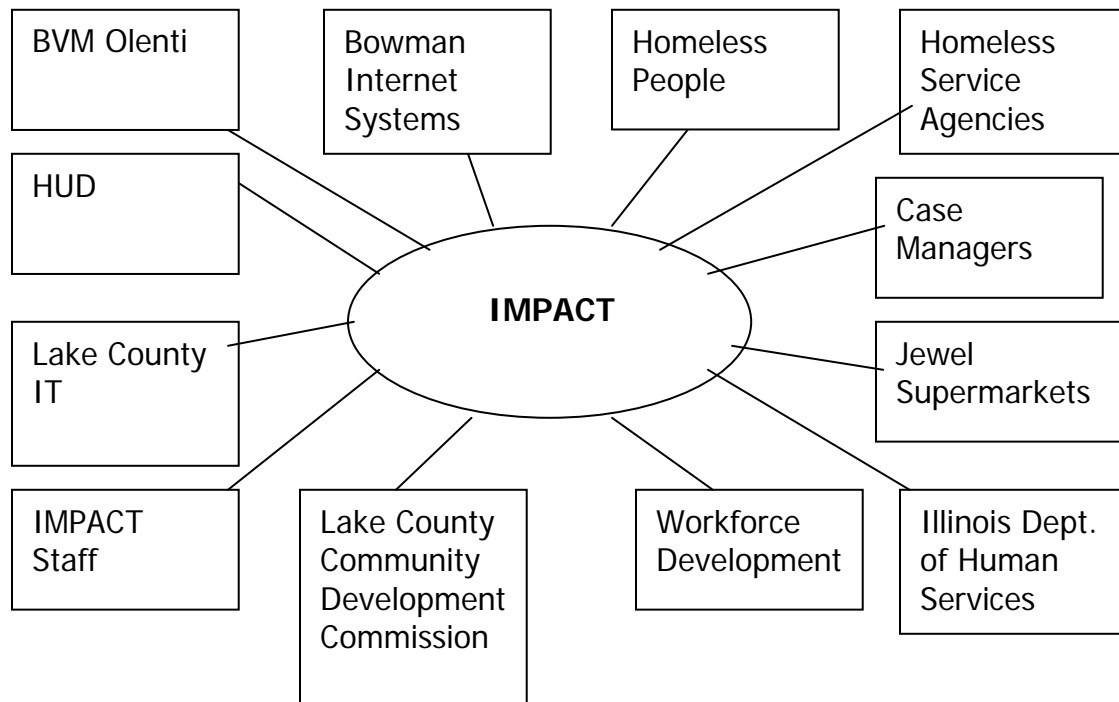 BVM Olenti
Bowman
Internet
Systems
Homeless
People
Homeless
Service
Agencies
HUD
Case
Managers
IMPACT
Lake County
IT
Jewel
Supermarkets
IMPACT
Staff
Lake County
Community
Development
Commission
Workforce
Development
Illinois Dept.
of Human
Services